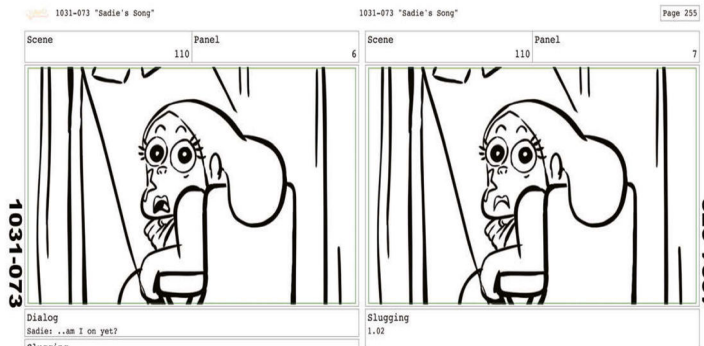 1031-073 "Sadie's Song"
1031-073 "Sadie's Song"
Page 255
Scene
110
Panel
6
Scene
110
Panel
7
1031-073
Dialog
Sadie: ..am I on yet?
Slugging
1.02